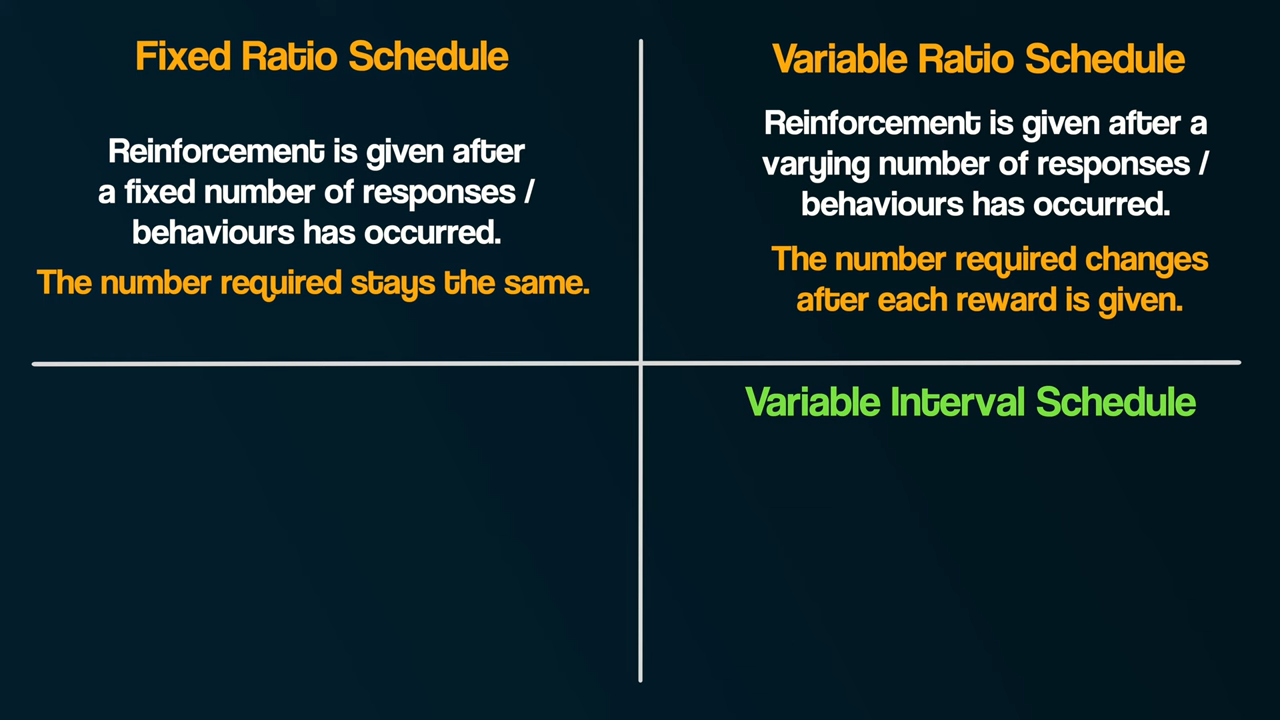 Fixed Ratio Schedule
Reinforcement is given after
a fixed number of responses /
behaviours has occurred.
The number required stays the same.
Variable Ratio Schedule
Reinforcement is given after a
varying number of responses /
behaviours has occurred.
The number required changes
after each reward is given.
Variable Interval Schedule